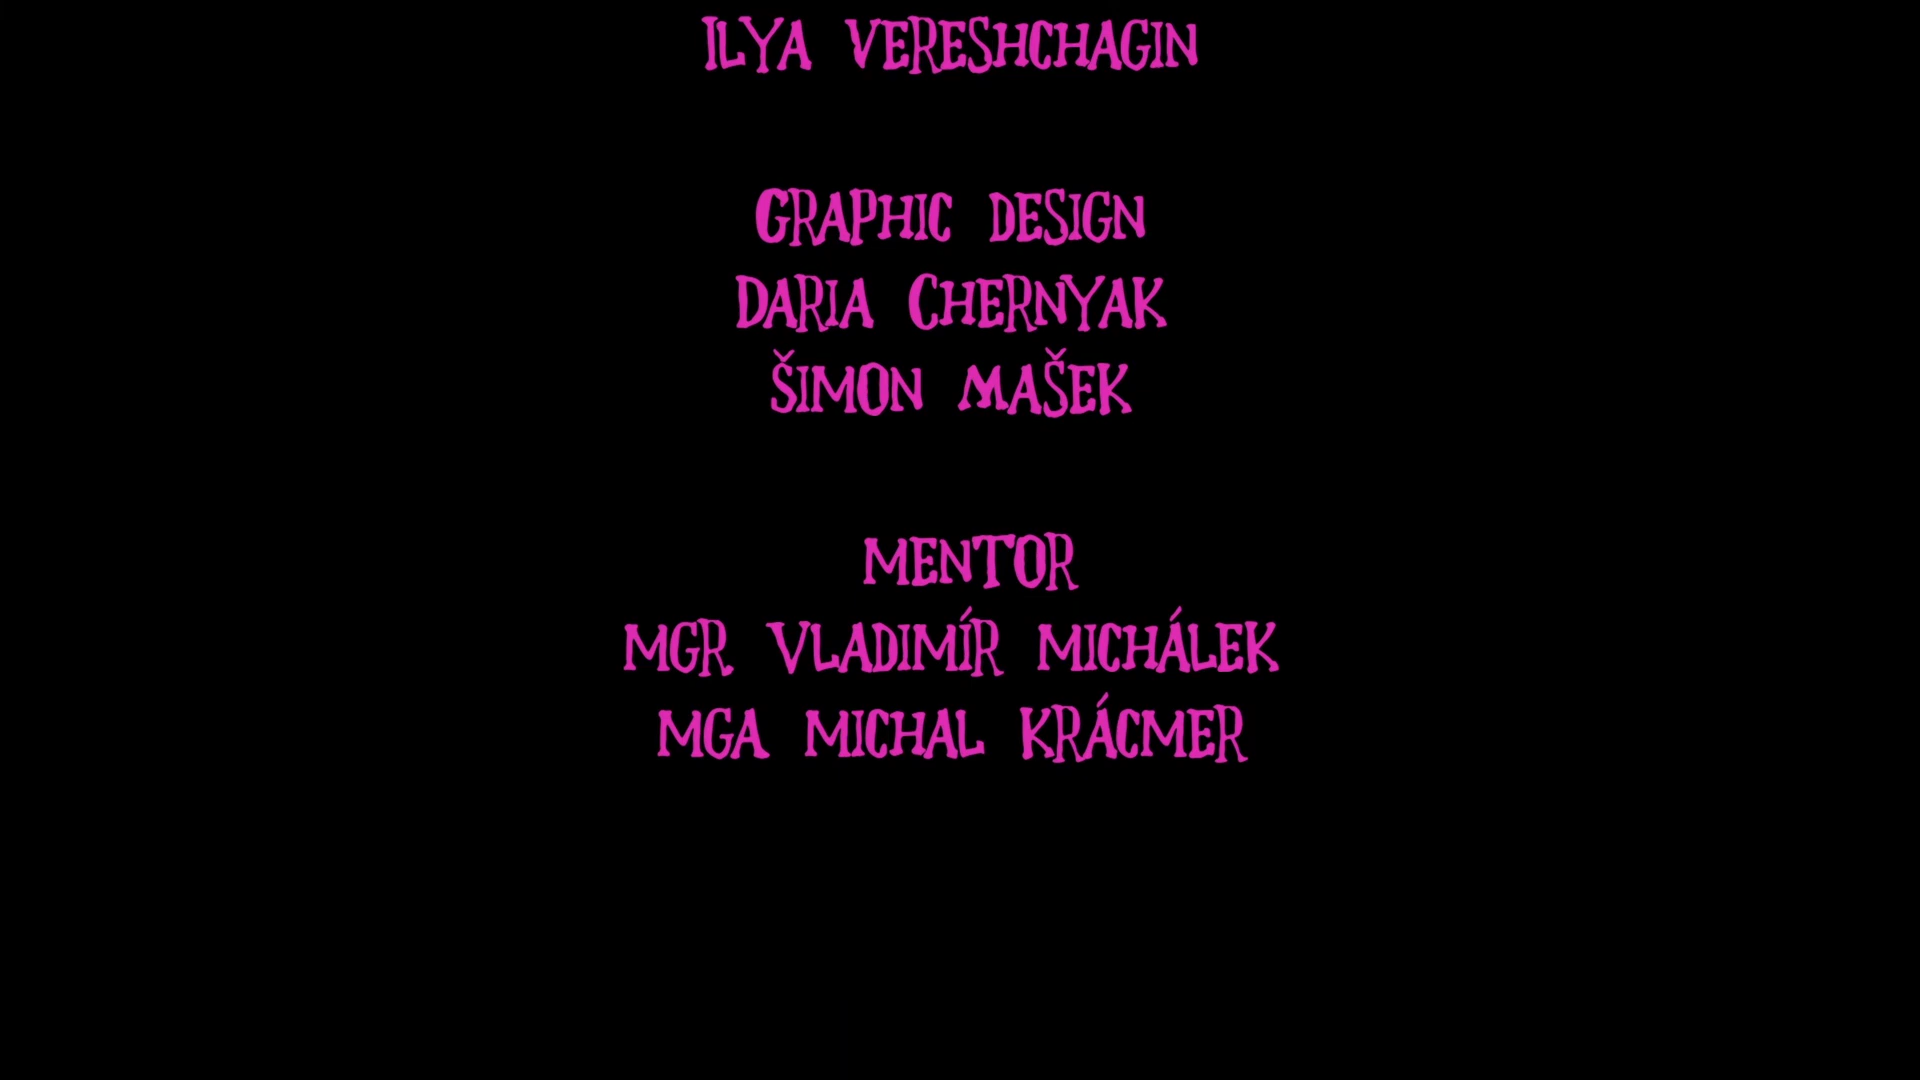 Ilya Vereshchagin
Graphic design
Daria Chernyak
Šimon Mašek
mentor
mgr. Vladimír michálek
mga michal krácmer